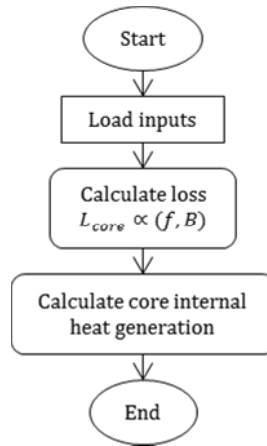 Start
Load inputs
Calculate loss
L_core ∝ (f, B)
Calculate core internal
heat generation
End